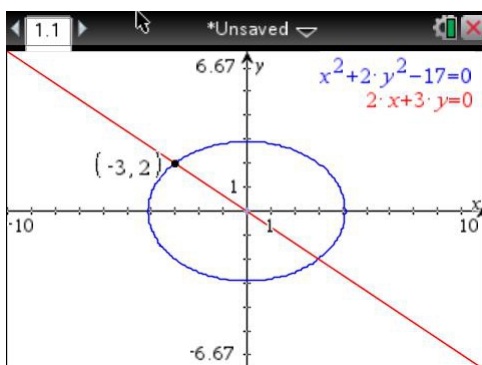 1.1
*Unsaved
6.67 y
x²+2·y²−17=0
2·x+3·y=0
(-3,2)
1
x
-10
1
10
-6.67